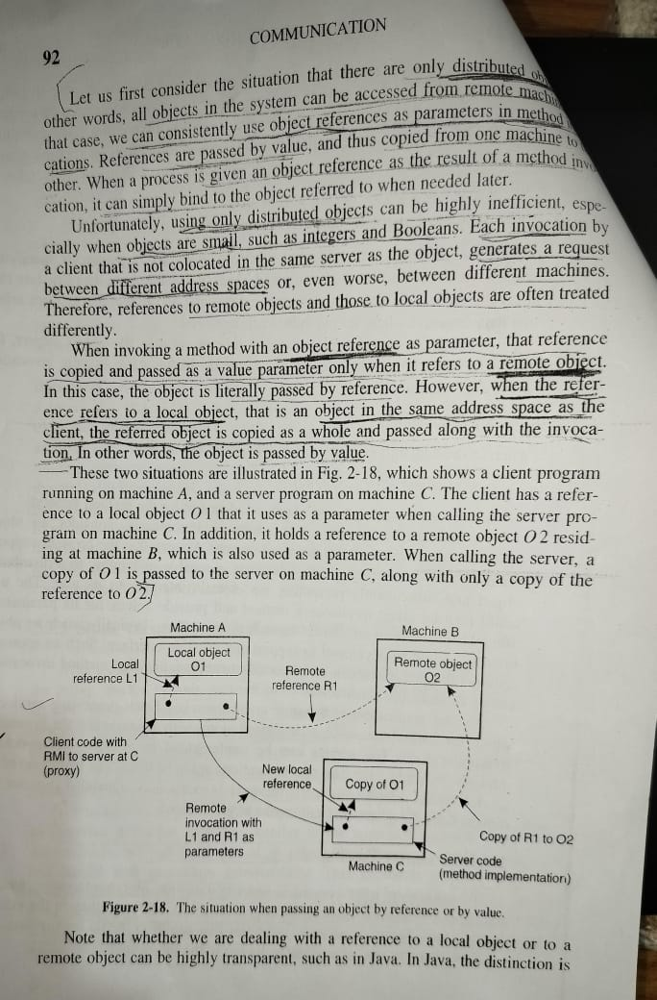 92
COMMUNICATION
Let us first consider the situation that there are only distributed
other words, all objects in the system can be accessed from remote
that case, we can consistently use object references as parameters in method
cations. References are passed by value, and thus copied from one machine to
other. When a process is given an object reference as the result of a method
cation, it can simply bind to the object referred to when needed later.
Unfortunately, using only distributed objects can be highly inefficient, espe-
cially when objects are small, such as integers and Booleans. Each invocation by
a client that is not colocated in the same server as the object, generates a request
between different address spaces or, even worse, between different machines.
Therefore, references to remote objects and those to local objects are often treated
differently.
When invoking a method with an object reference as parameter, that reference
is copied and passed as a value parameter only when it refers to a remote object.
In this case, the object is literally passed by reference. However, when the refer-
ence refers to a local object, that is an object in the same address space as the
client, the referred object is copied as a whole and passed along with the invoca-
tion. In other words, the object is passed by value.
These two situations are illustrated in Fig. 2-18, which shows a client program
running on machine A, and a server program on machine C. The client has a refer-
ence to a local object O1 that it uses as a parameter when calling the server pro-
gram on machine C. In addition, it holds a reference to a remote object O2 resid-
ing at machine B, which is also used as a parameter. When calling the server, a
copy of O1 is passed to the server on machine C, along with only a copy of the
reference to O2.
Machine A
Machine B
Local object
O1
Local
reference L1
Remote
reference R1
Remote object
O2
Client code with
RMI to server at C
(proxy)
New local
reference
Copy of O1
Remote
invocation with
L1 and R1 as
parameters
Copy of R1 to O2
Machine C
Server code
(method implementation)
Figure 2-18. The situation when passing an object by reference or by value.
Note that whether we are dealing with a reference to a local object or to a
remote object can be highly transparent, such as in Java. In Java, the distinction is